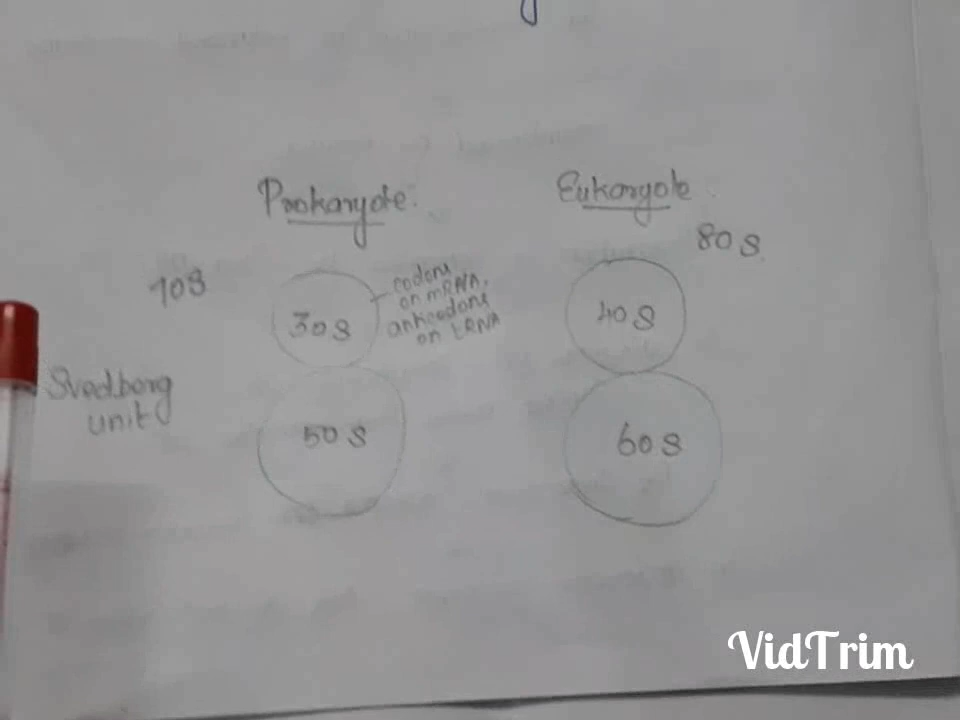 Prokaryote:
Eukaryote:
80S
70S
30S
codons
on mRNA,
anticodons
on tRNA
40S
Svedberg
unit
50S
60S
VidTrim